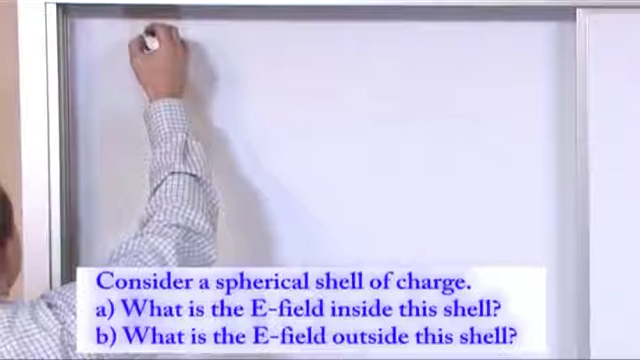 Consider a spherical shell of charge.
a) What is the E-field inside this shell?
b) What is the E-field outside this shell?